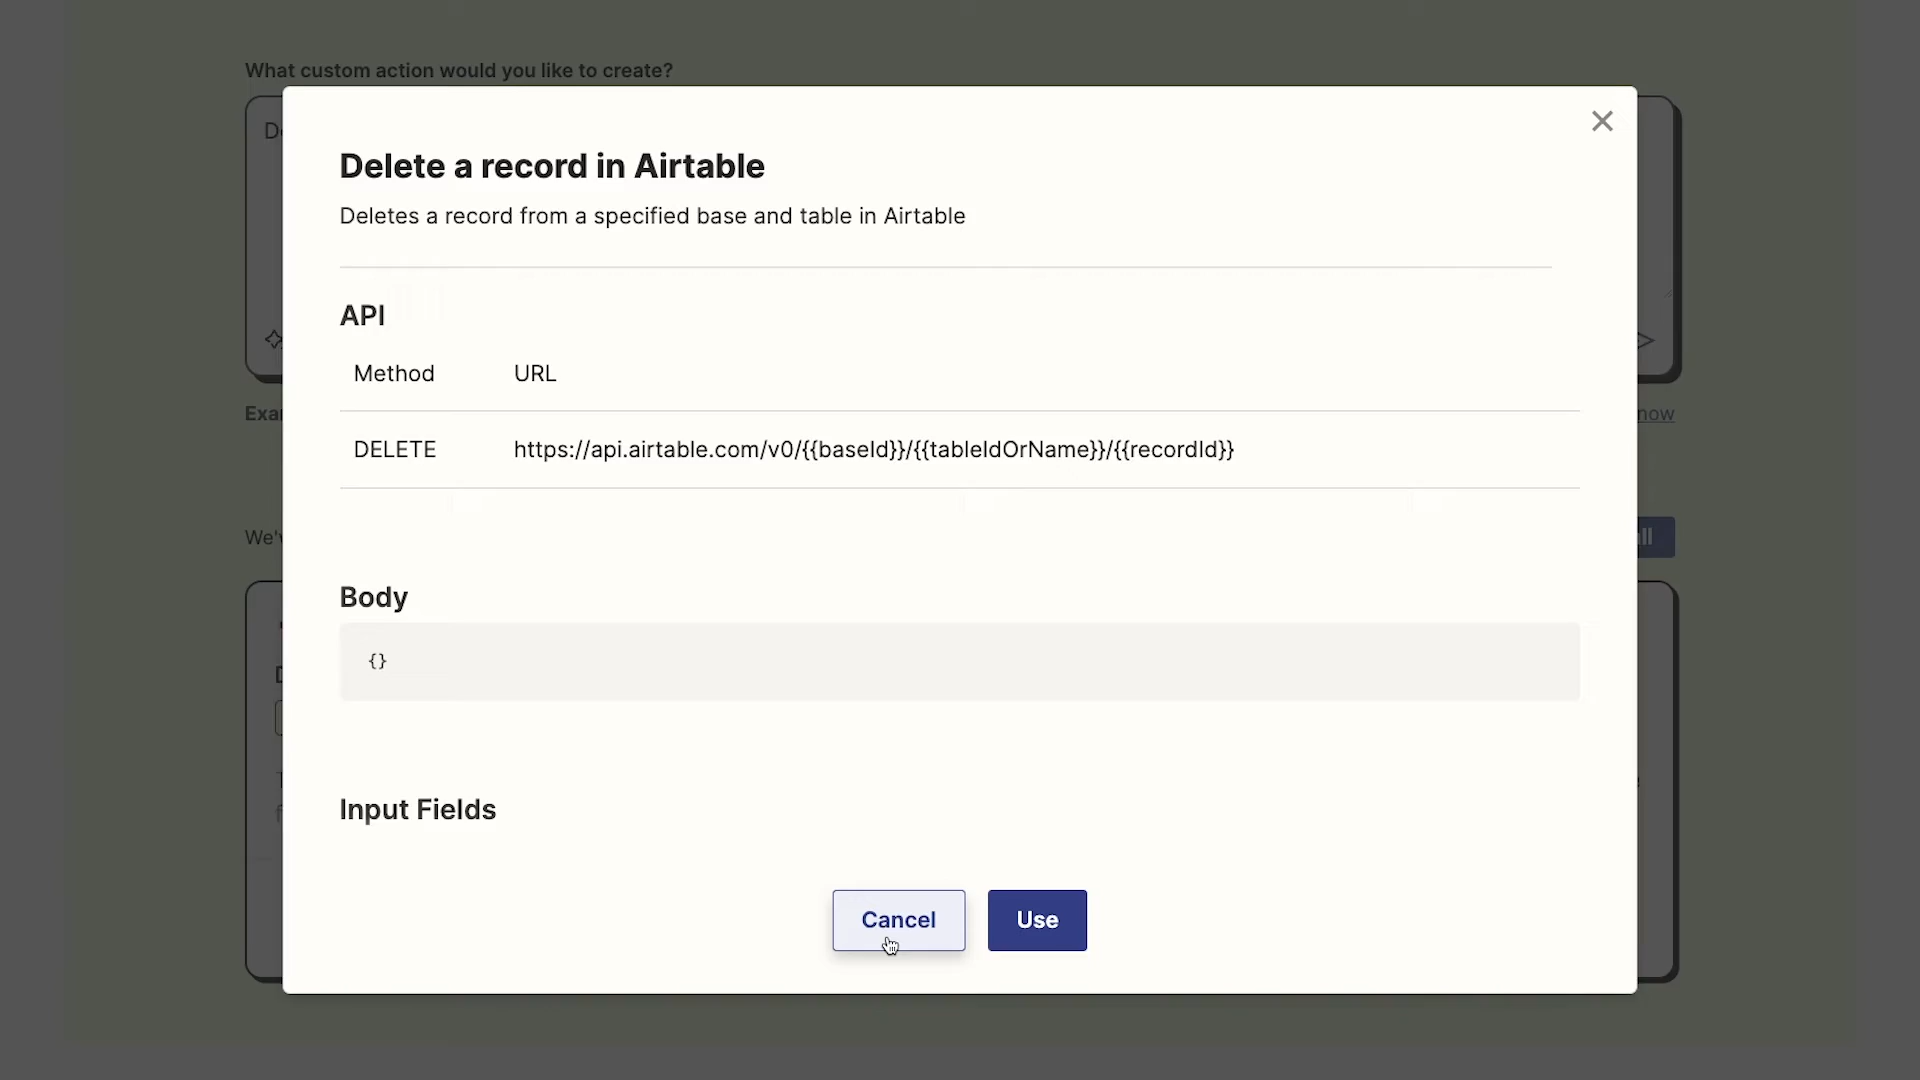 What custom action would you like to create?
Delete a record in Airtable
Deletes a record from a specified base and table in Airtable
API
Method URL
DELETE https://api.airtable.com/v0/{{baseId}}/{{tableIdOrName}}/{{recordId}}
now
Body
{}
Input Fields
Cancel Use